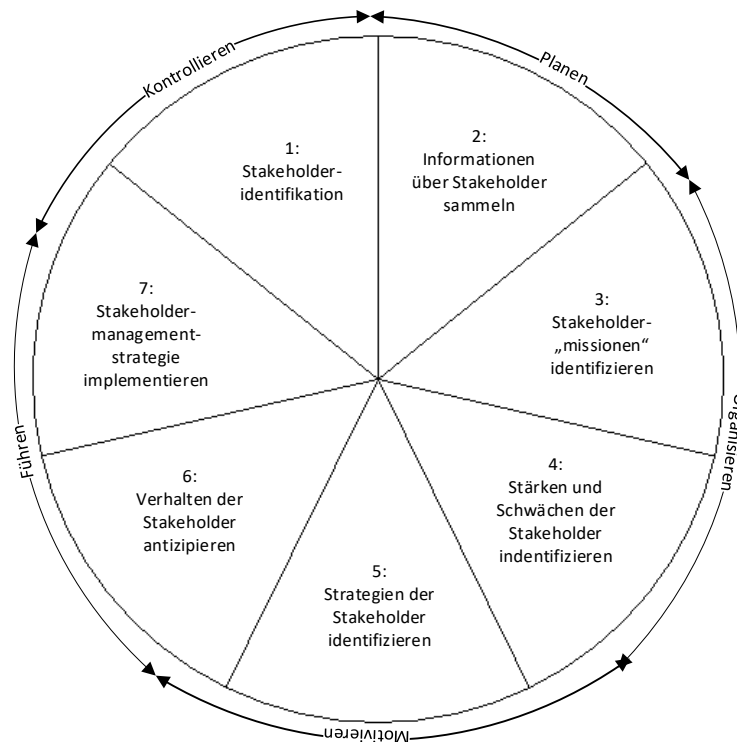 Kontrollieren
Planen
1:
Stakeholder-
identifikation
2:
Informationen
über Stakeholder
sammeln
7:
Stakeholder-
management-
strategie
implementieren
3:
Stakeholder-
„missionen“
identifizieren
Führen
Organisieren
6:
Verhalten der
Stakeholder
antizipieren
4:
Stärken und
Schwächen der
Stakeholder
indentifizieren
5:
Strategien der
Stakeholder
identifizieren
Motivieren